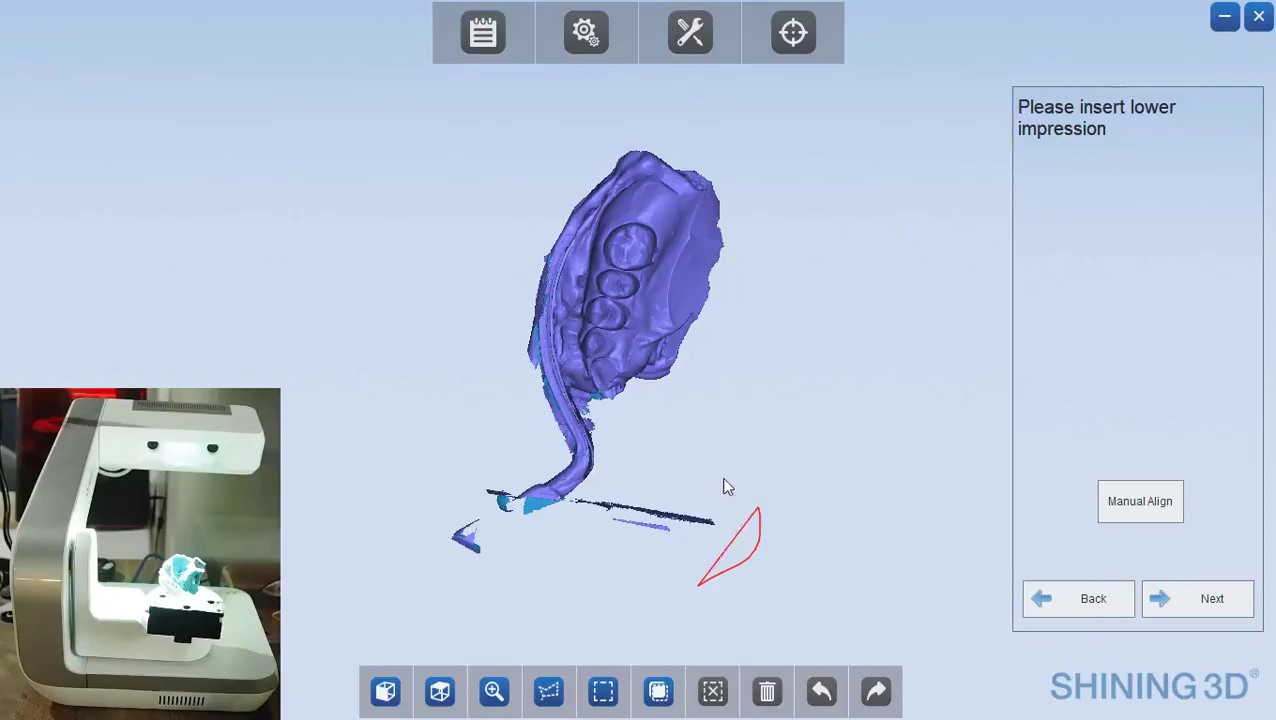 Please insert lower
impression
Manual Align
Back
Next
SHINING 3D®